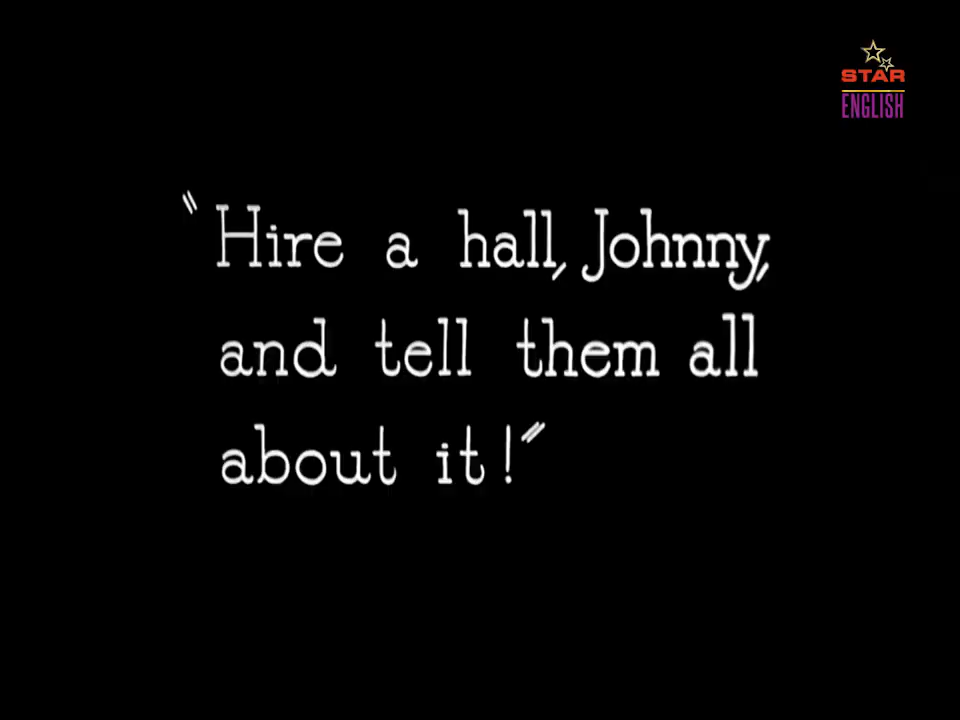 STAR
ENGLISH
"Hire a hall, Johnny,
and tell them all
about it!"